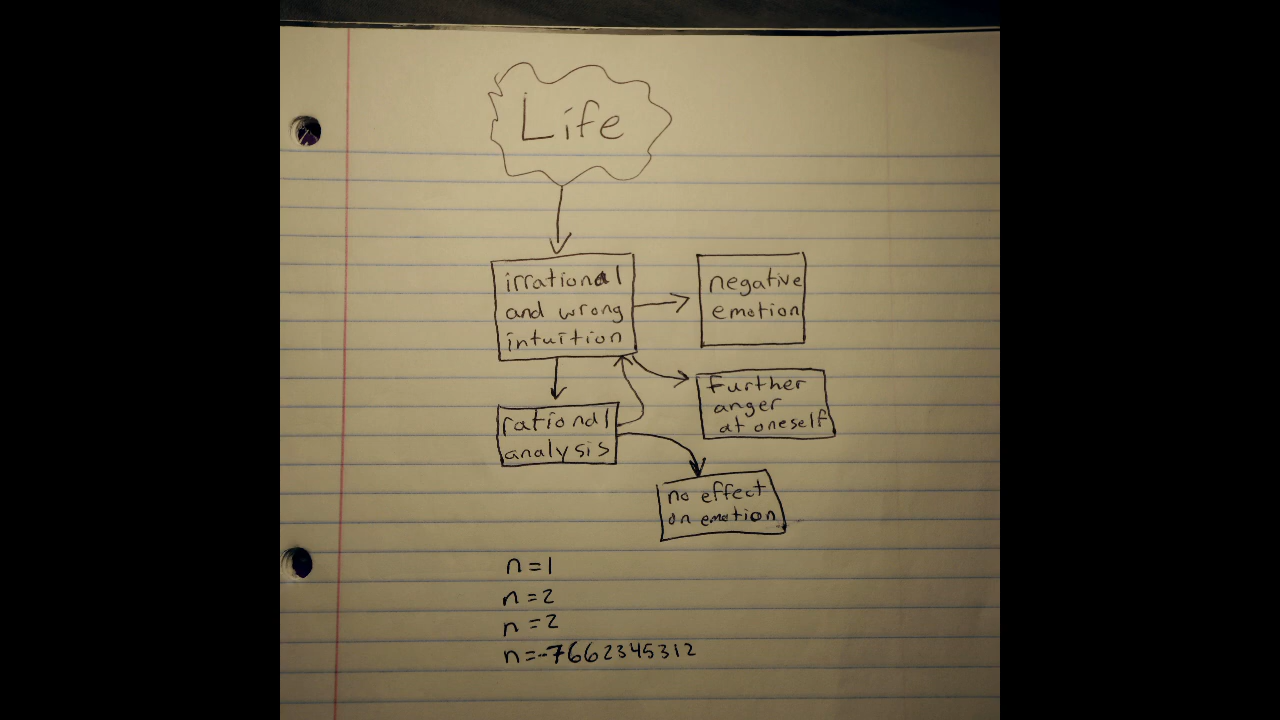 Life
irrational
and wrong
intuition
negative
emotion
further
anger
at oneself
rational
analysis
no effect
on emotion
n=1
n=2
n=2
n=-7662345312